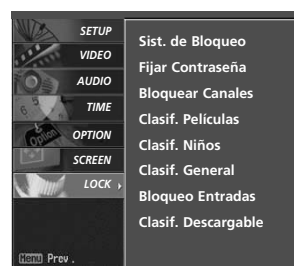 SETUP
VIDEO
AUDIO
TIME
OPTION
SCREEN
LOCK
Menu Prev.
Sist. de Bloqueo
Fijar Contraseña
Bloquear Canales
Clasif. Películas
Clasif. Niños
Clasif. General
Bloqueo Entradas
Clasif. Descargable